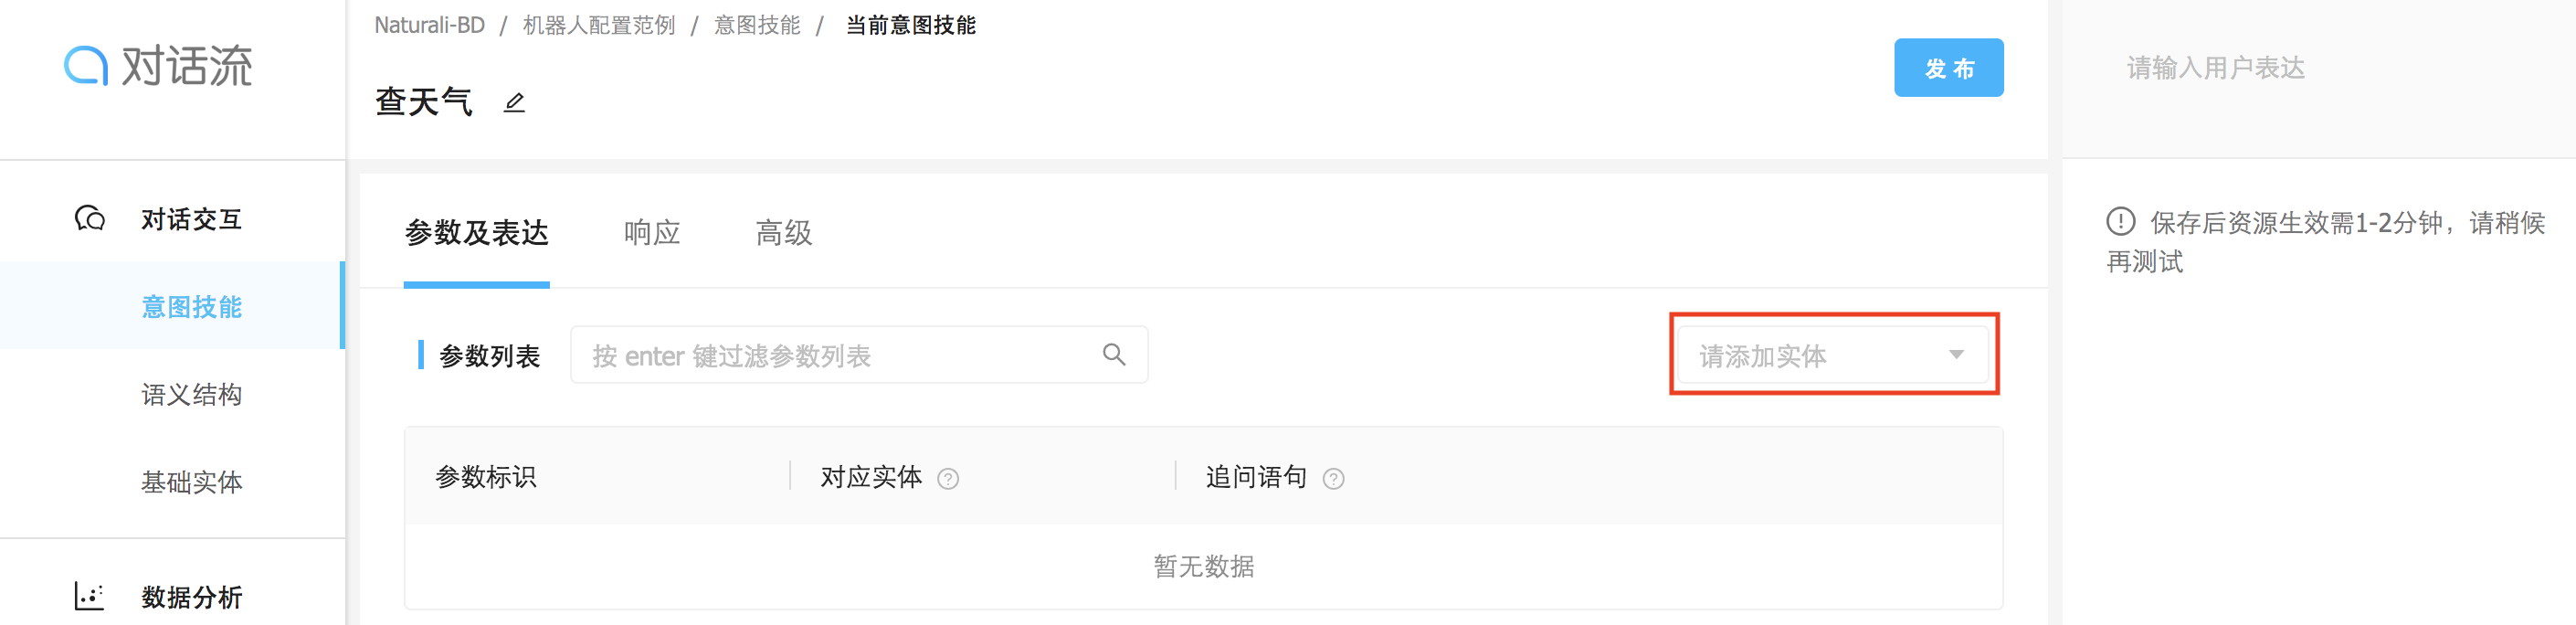 对话流
对话交互
意图技能
语义结构
基础实体
数据分析
Naturali-BD / 机器人配置范例 / 意图技能 / 当前意图技能
查天气
发 布
参数及表达 响应 高级
参数列表 按 enter 键过滤参数列表 请添加实体
参数标识 对应实体 ? 追问语句 ?
暂无数据
请输入用户表达
保存后资源生效需1-2分钟，请稍候
再测试